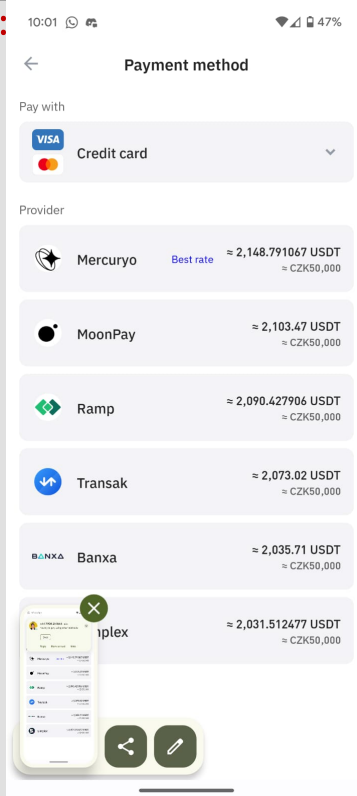 10:01 47%
Payment method
Pay with
VISA
Credit card
Provider
Mercuryo Best rate ≈ 2,148.791067 USDT
≈ CZK50,000
MoonPay ≈ 2,103.47 USDT
≈ CZK50,000
Ramp ≈ 2,090.427906 USDT
≈ CZK50,000
Transak ≈ 2,073.02 USDT
≈ CZK50,000
BANXA Banxa ≈ 2,035.71 USDT
≈ CZK50,000
mplex ≈ 2,031.512477 USDT
≈ CZK50,000